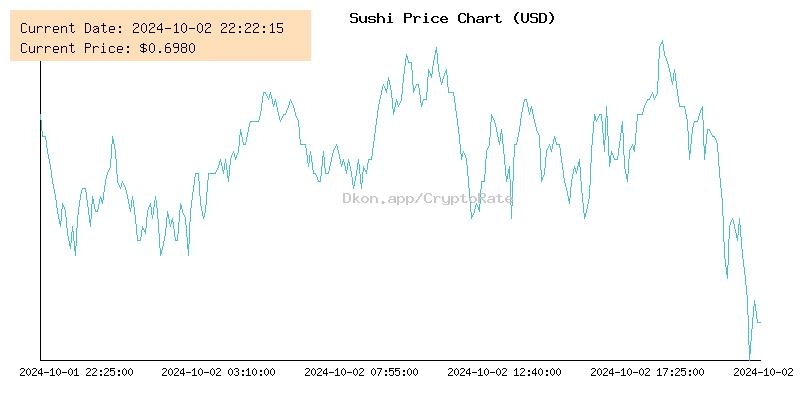 Sushi Price Chart (USD)
Current Date: 2024-10-02 22:22:15
Current Price: $0.6980
Dkon.app/CryptoRate
2024-10-01 22:25:00 2024-10-02 03:10:00 2024-10-02 07:55:00 2024-10-02 12:40:00 2024-10-02 17:25:00 2024-10-02